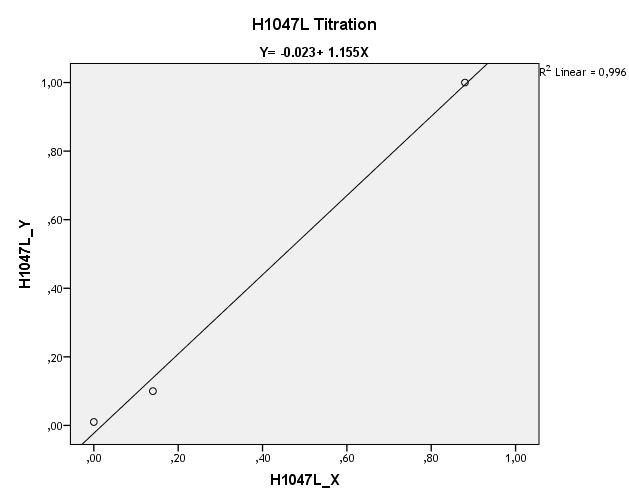 H1047L Titration
Y= -0.023+ 1.155X
R2 Linear = 0,996
1,00
,80
,60
,40
,20
,00
H1047L_Y
,00 ,20 ,40 ,60 ,80 1,00
H1047L_X